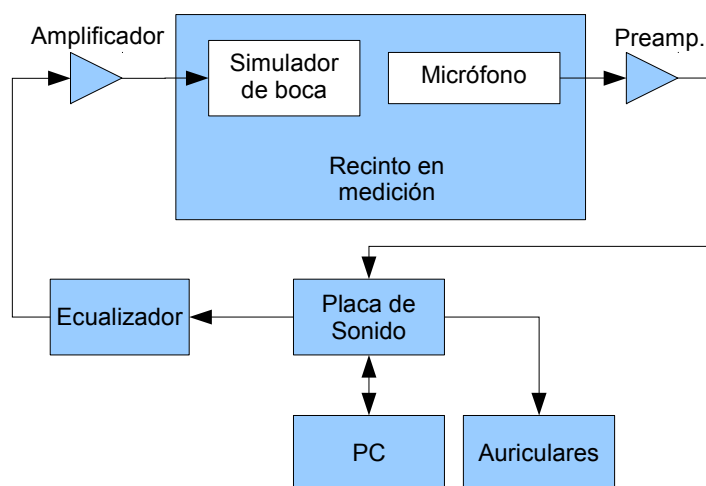 Amplificador
Preamp.
Simulador
de boca
Micrófono
Recinto en
medición
Ecualizador
Placa de
Sonido
PC
Auriculares